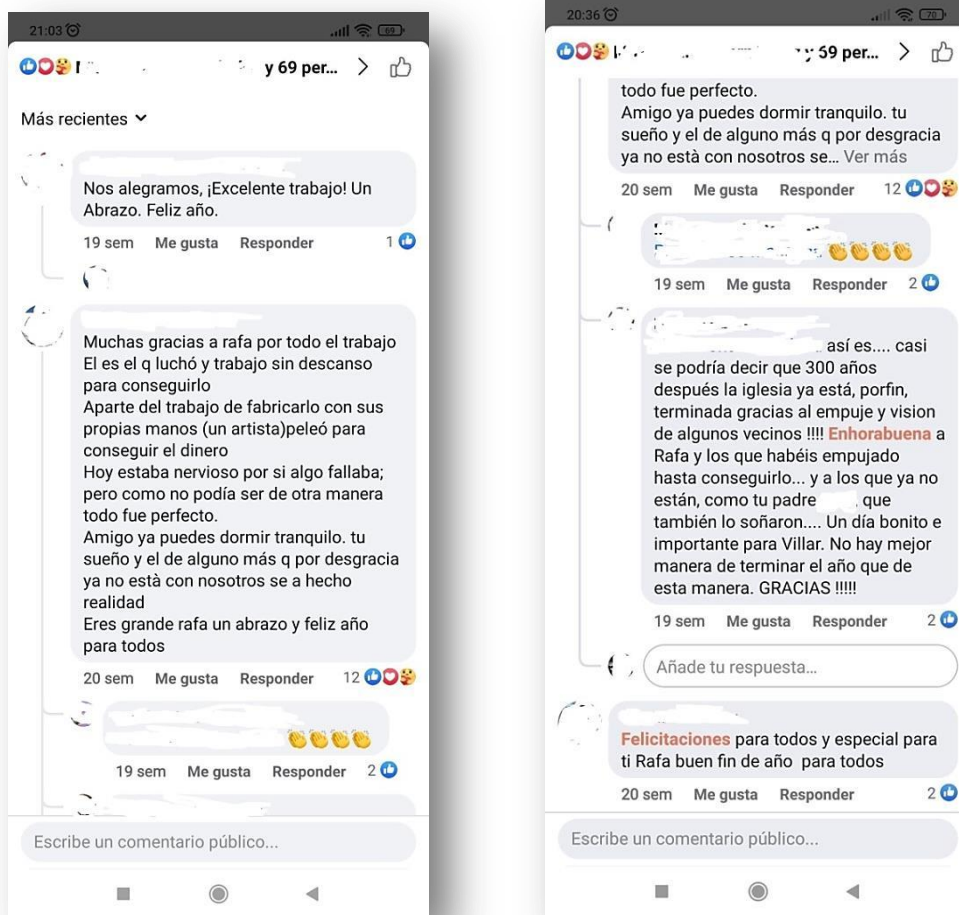 21:03
69
y 69 per...
Más recientes
Nos alegramos, ¡Excelente trabajo! Un
Abrazo. Feliz año.
19 sem Me gusta Responder 1
Muchas gracias a rafa por todo el trabajo
El es el q luchó y trabajo sin descanso
para conseguirlo
Aparte del trabajo de fabricarlo con sus
propias manos (un artista)peleó para
conseguir el dinero
Hoy estaba nervioso por si algo fallaba;
pero como no podía ser de otra manera
todo fue perfecto.
Amigo ya puedes dormir tranquilo. tu
sueño y el de alguno más q por desgracia
ya no està con nosotros se a hecho
realidad
Eres grande rafa un abrazo y feliz año
para todos
20 sem Me gusta Responder 12
19 sem Me gusta Responder 2
Escribe un comentario público...
20:36
70
y 59 per...
todo fue perfecto.
Amigo ya puedes dormir tranquilo. tu
sueño y el de alguno más q por desgracia
ya no està con nosotros se... Ver más
20 sem Me gusta Responder 12
19 sem Me gusta Responder 2
así es.... casi
se podría decir que 300 años
después la iglesia ya está, porfin,
terminada gracias al empuje y vision
de algunos vecinos !!!! Enhorabuena a
Rafa y los que habéis empujado
hasta conseguirlo... y a los que ya no
están, como tu padre , que
también lo soñaron.... Un día bonito e
importante para Villar. No hay mejor
manera de terminar el año que de
esta manera. GRACIAS !!!!!
19 sem Me gusta Responder 2
Añade tu respuesta...
Felicitaciones para todos y especial para
ti Rafa buen fin de año para todos
20 sem Me gusta Responder 2
Escribe un comentario público...